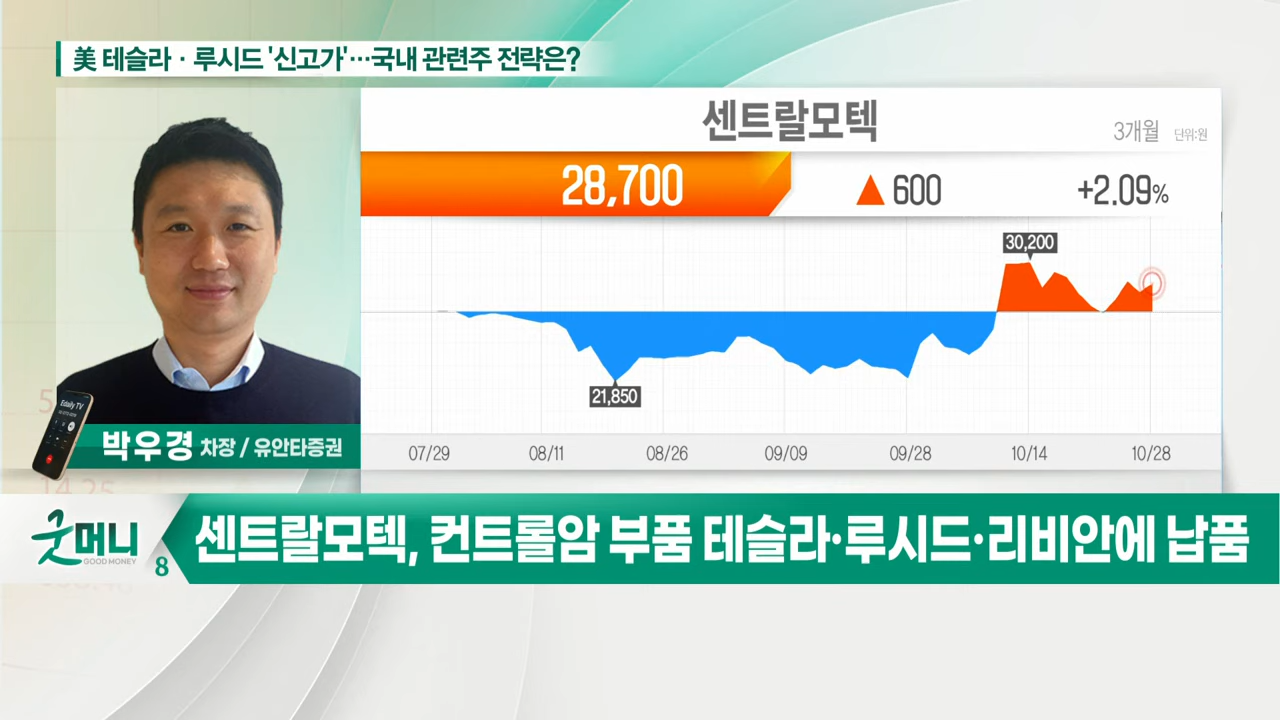 美 테슬라·루시드 '신고가'…국내 관련주 전략은?
센트랄모텍
3개월 단위:원
28,700 ▲ 600 +2.09%
30,200
21,850
07/29 08/11 08/26 09/09 09/28 10/14 10/28
Edaily TV
박우경 차장 / 유안타증권
굿머니
GOOD MONEY
8
센트랄모텍, 컨트롤암 부품 테슬라·루시드·리비안에 납품